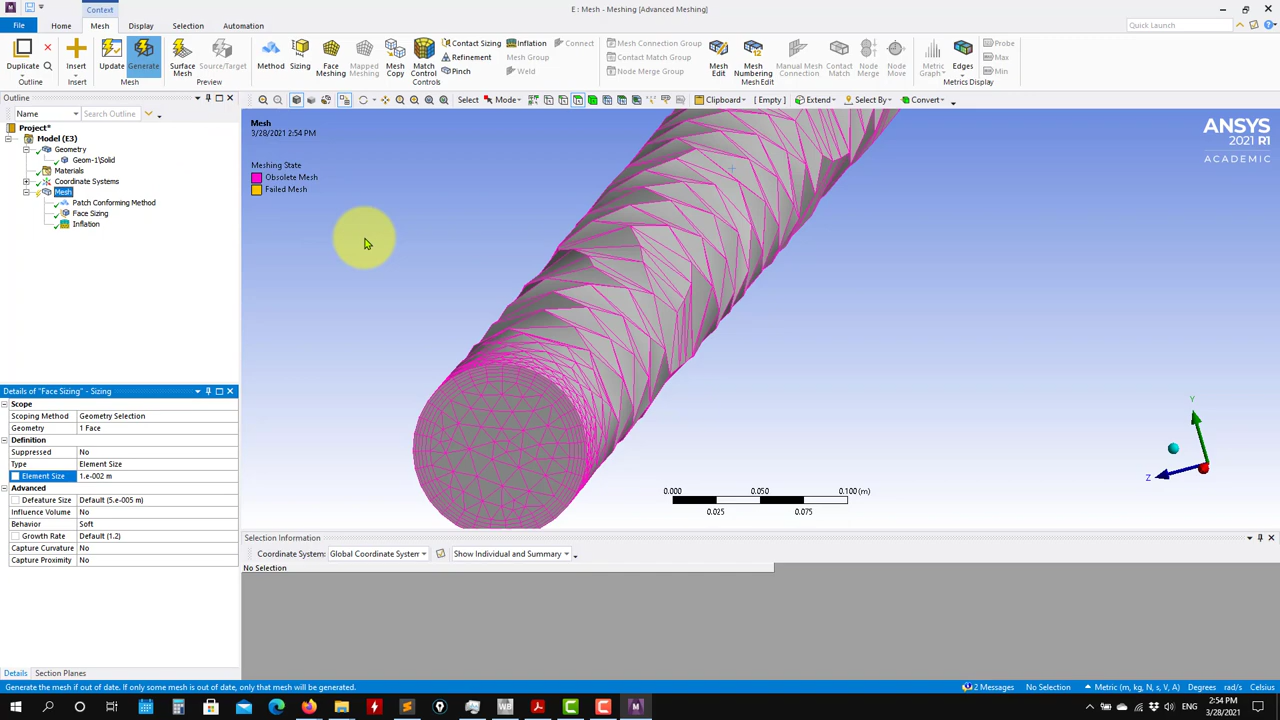 Context
E : Mesh - Meshing [Advanced Meshing]
File Home Mesh Display Selection Automation
Quick Launch
Duplicate Insert Update Generate Surface Mesh Source/Target Method Sizing Face Meshing Mapped Meshing Mesh Copy Match Control
Contact Sizing Inflation Connect
Refinement Mesh Group
Pinch Weld
Mesh Connection Group
Contact Match Group
Node Merge Group
Mesh Edit Mesh Numbering Manual Mesh Connection Contact Match Node Merge Node Move Metric Graph Edges
Probe
Max
Min
Outline Insert Mesh Preview Controls Mesh Edit Metrics Display
Outline
Select Mode Clipboard [ Empty ] Extend Select By Convert
Name Search Outline
Project*
Model (E3)
Geometry
Geom-1\Solid
Materials
Coordinate Systems
Mesh
Patch Conforming Method
Face Sizing
Inflation
Mesh
3/28/2021 2:54 PM
Meshing State
Obsolete Mesh
Failed Mesh
ANSYS
2021 R1
ACADEMIC
Y
Z
0.000 0.050 0.100 (m)
0.025 0.075
Details of "Face Sizing" - Sizing
Scope
Scoping Method Geometry Selection
Geometry 1 Face
Definition
Suppressed No
Type Element Size
Element Size 1.e-002 m
Advanced
Defeature Size Default (5.e-005 m)
Influence Volume No
Behavior Soft
Growth Rate Default (1.2)
Capture Curvature No
Capture Proximity No
Selection Information
Coordinate System: Global Coordinate System Show Individual and Summary
No Selection
Details Section Planes
Generate the mesh if out of date. If only some mesh is out of date, only that mesh will be generated.
2 Messages No Selection Metric (m, kg, N, s, V, A) Degrees rad/s Celsius
2:54 PM
3/28/2021